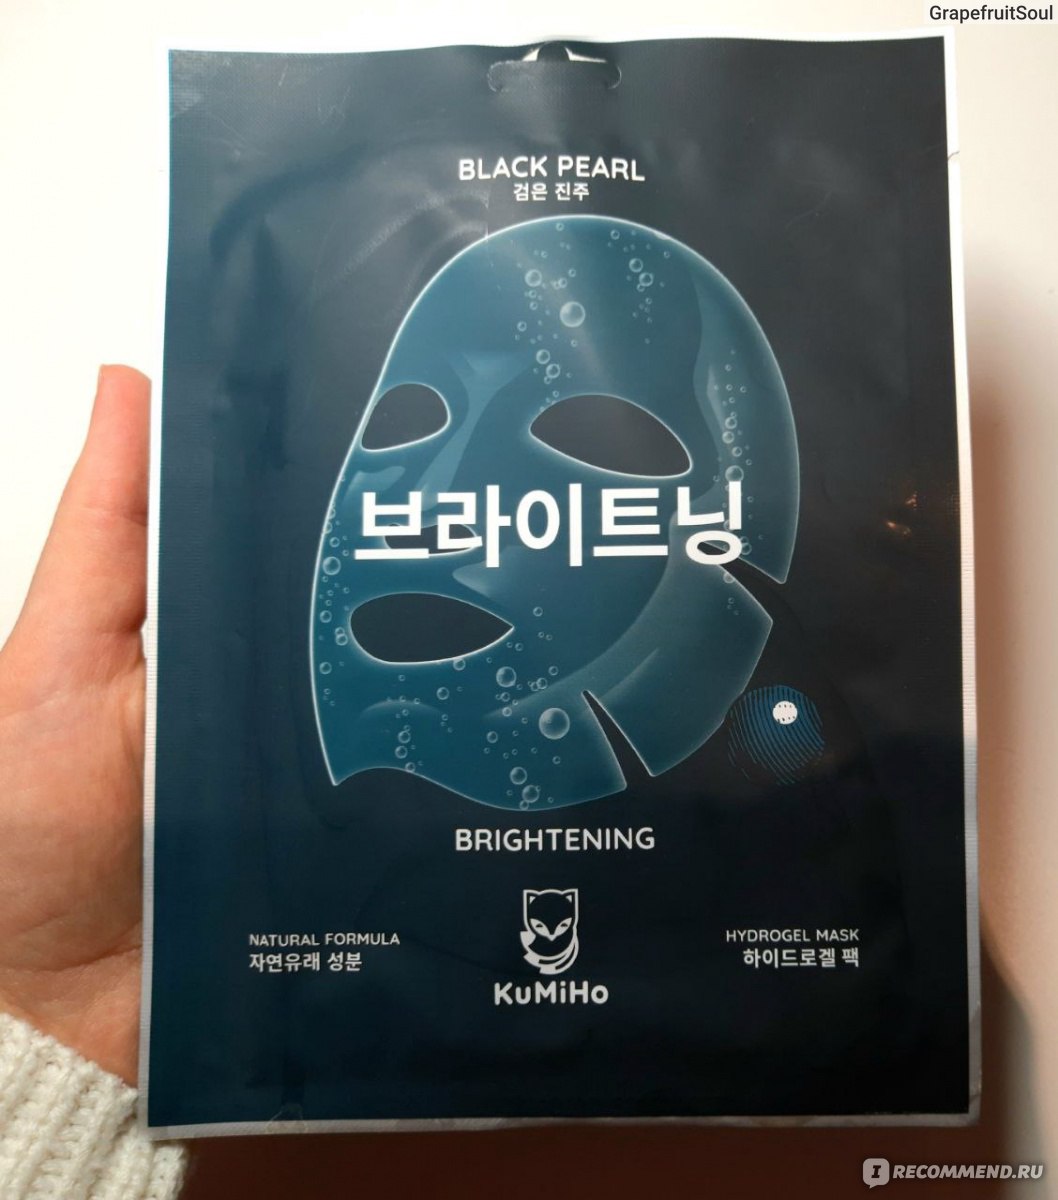 GrapefruitSoul
BLACK PEARL
검은 진주
브라이트닝
BRIGHTENING
NATURAL FORMULA
자연유래 성분
KuMiHo
HYDROGEL MASK
하이드로겔 팩
I RECOMMEND.RU